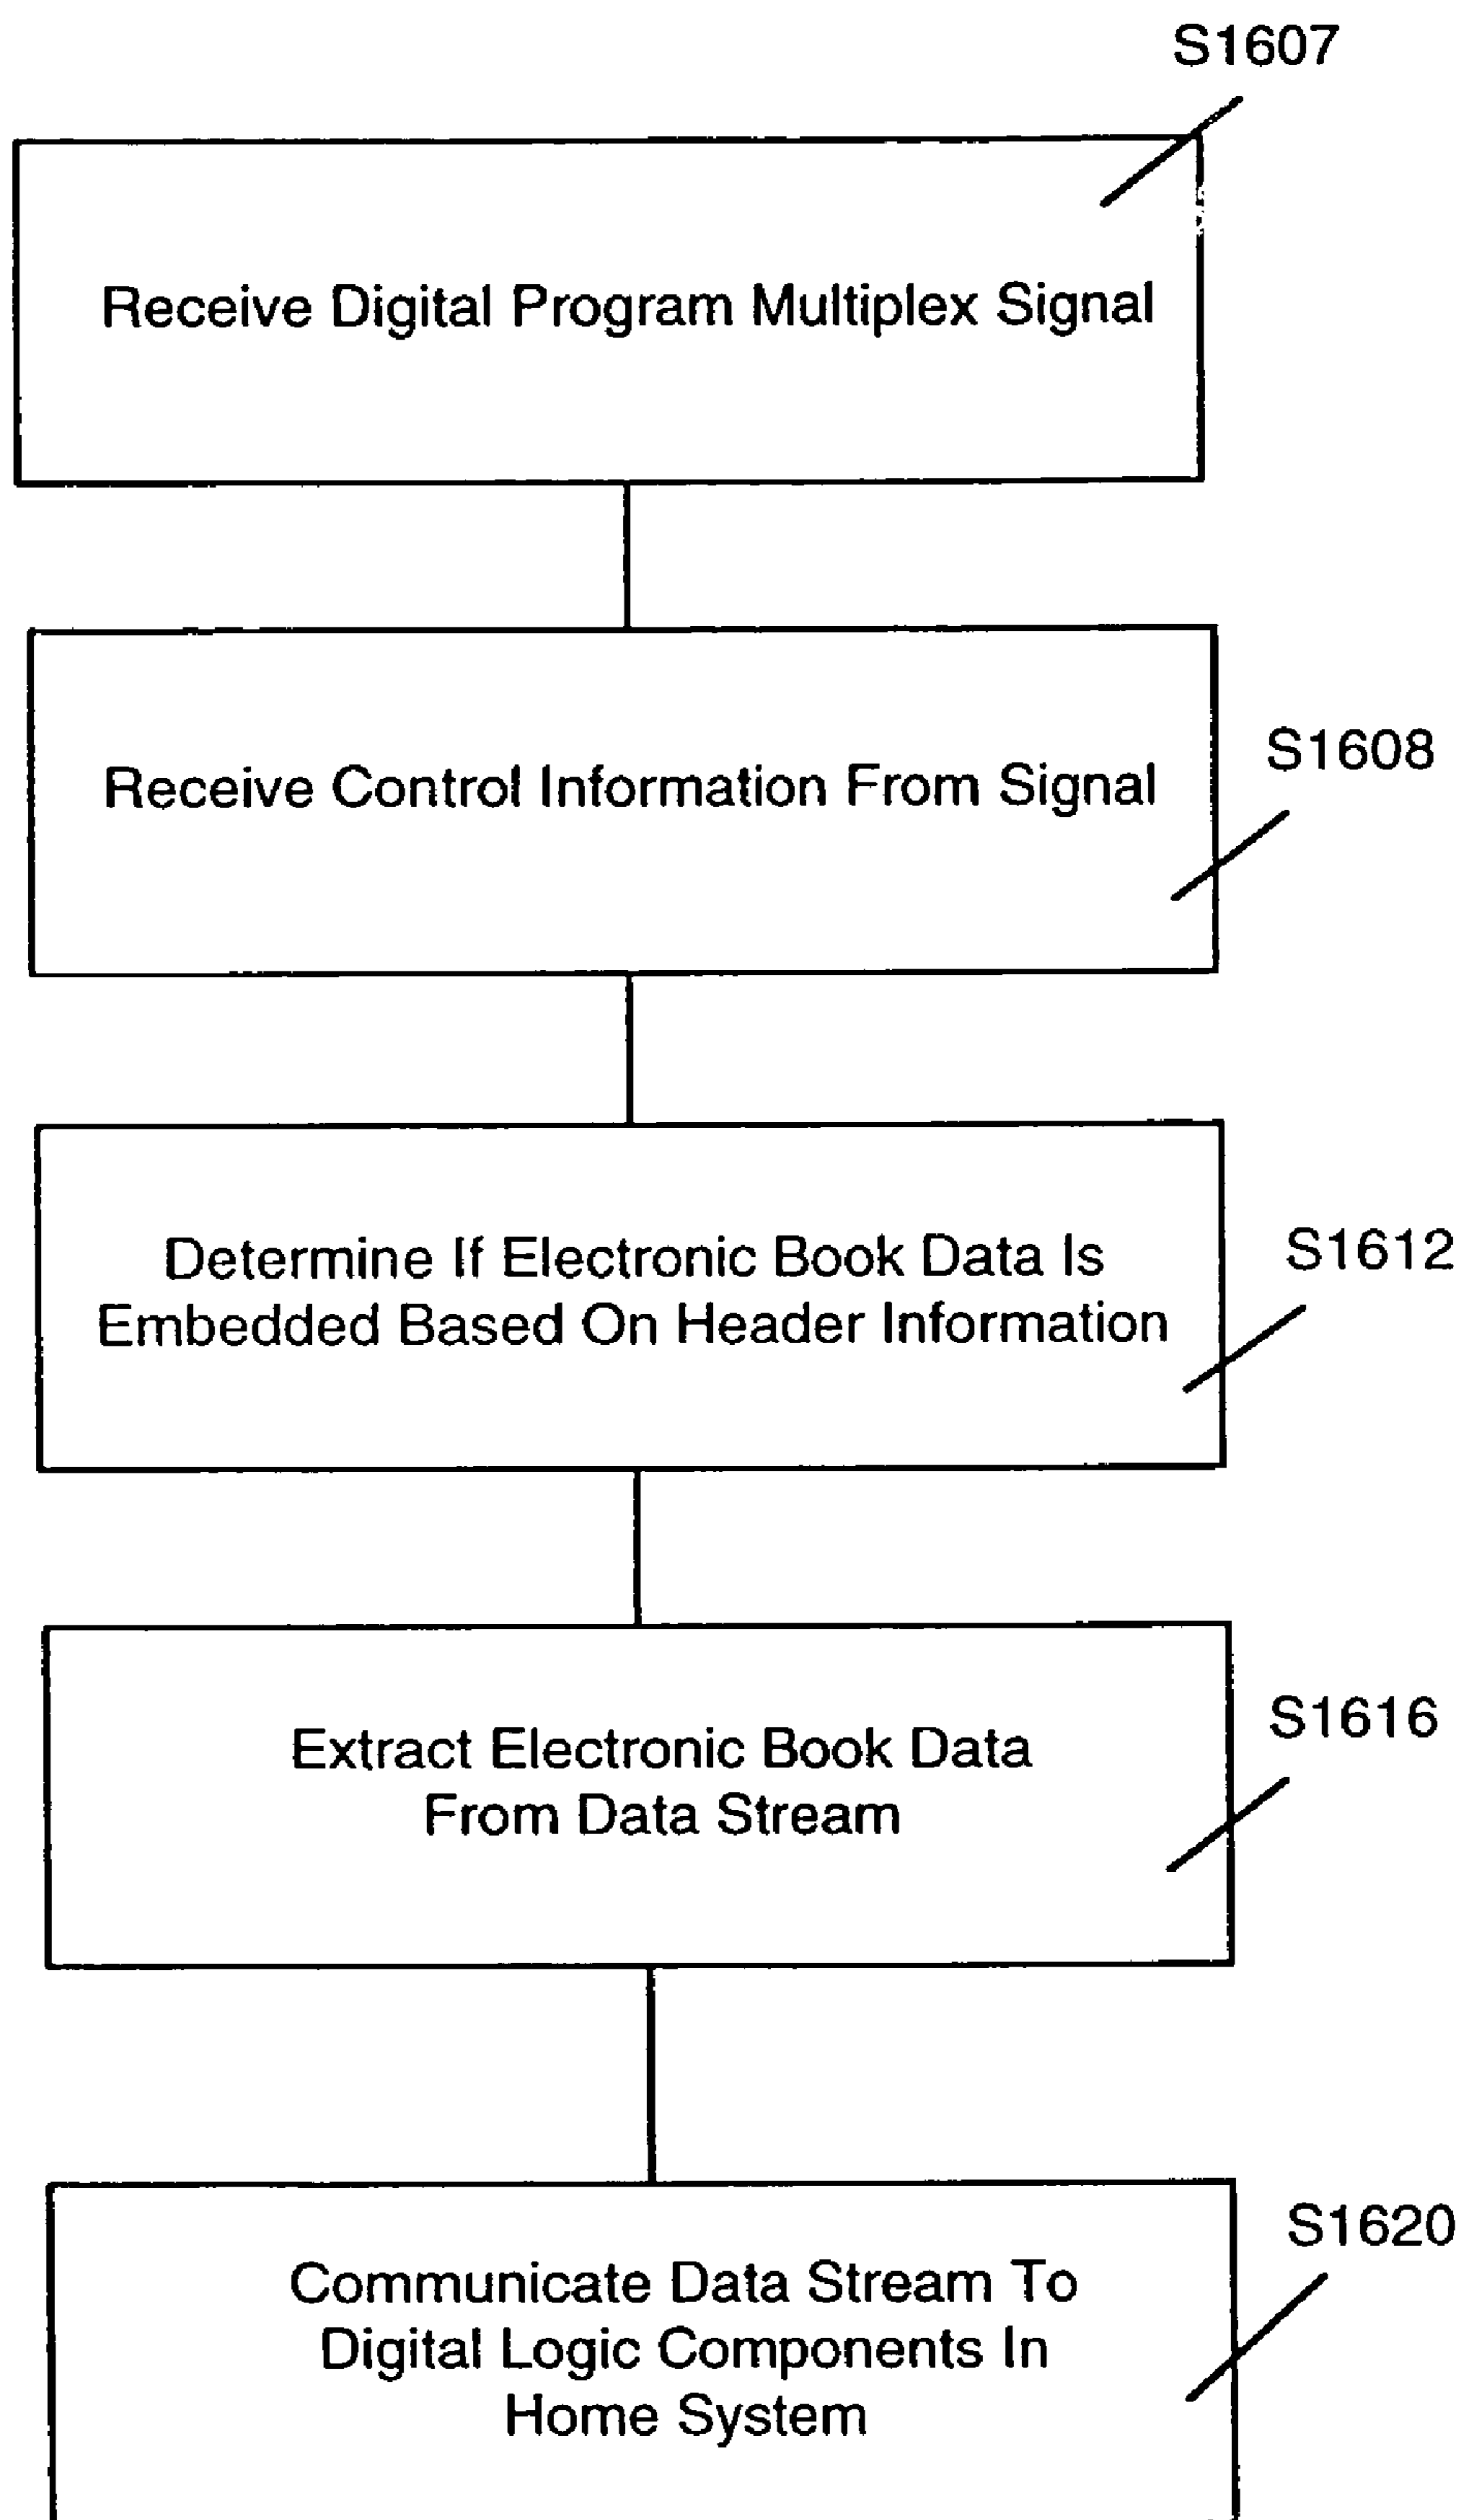 S1607
Receive Digital Program Multiplex Signal
S1608
Receive Control Information From Signal
S1612
Determine If Electronic Book Data Is
Embedded Based On Header Information
S1616
Extract Electronic Book Data
From Data Stream
S1620
Communicate Data Stream To
Digital Logic Components In
Home System